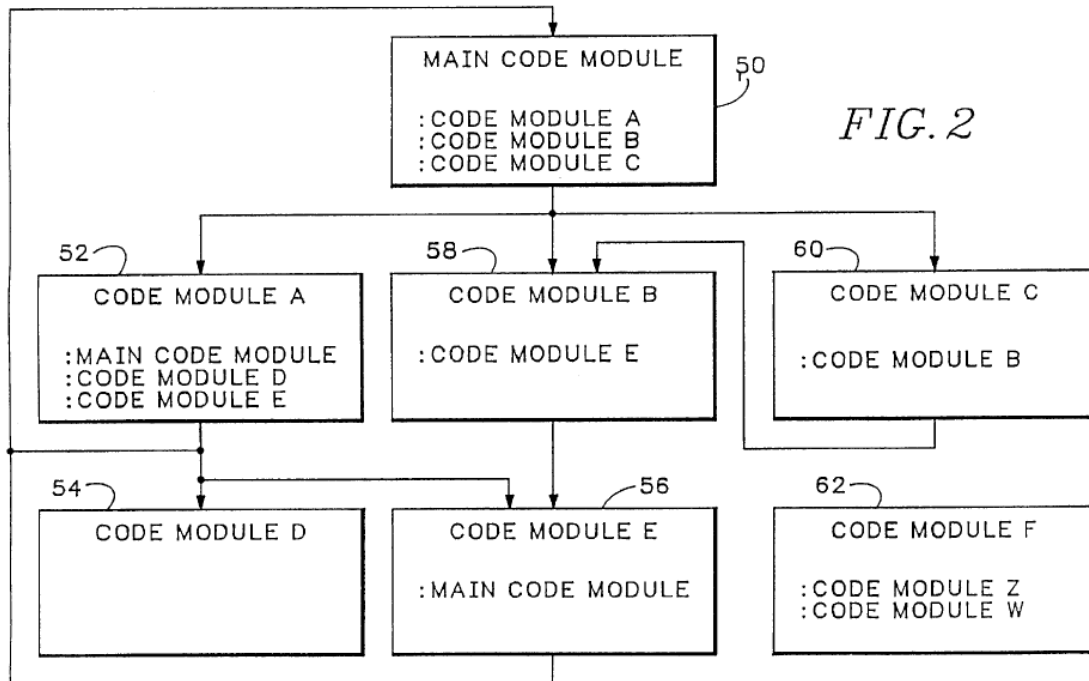 MAIN CODE MODULE
:CODE MODULE A
:CODE MODULE B
:CODE MODULE C
50
FIG. 2
52
CODE MODULE A
:MAIN CODE MODULE
:CODE MODULE D
:CODE MODULE E
58
CODE MODULE B
:CODE MODULE E
60
CODE MODULE C
:CODE MODULE B
54
CODE MODULE D
56
CODE MODULE E
:MAIN CODE MODULE
62
CODE MODULE F
:CODE MODULE Z
:CODE MODULE W